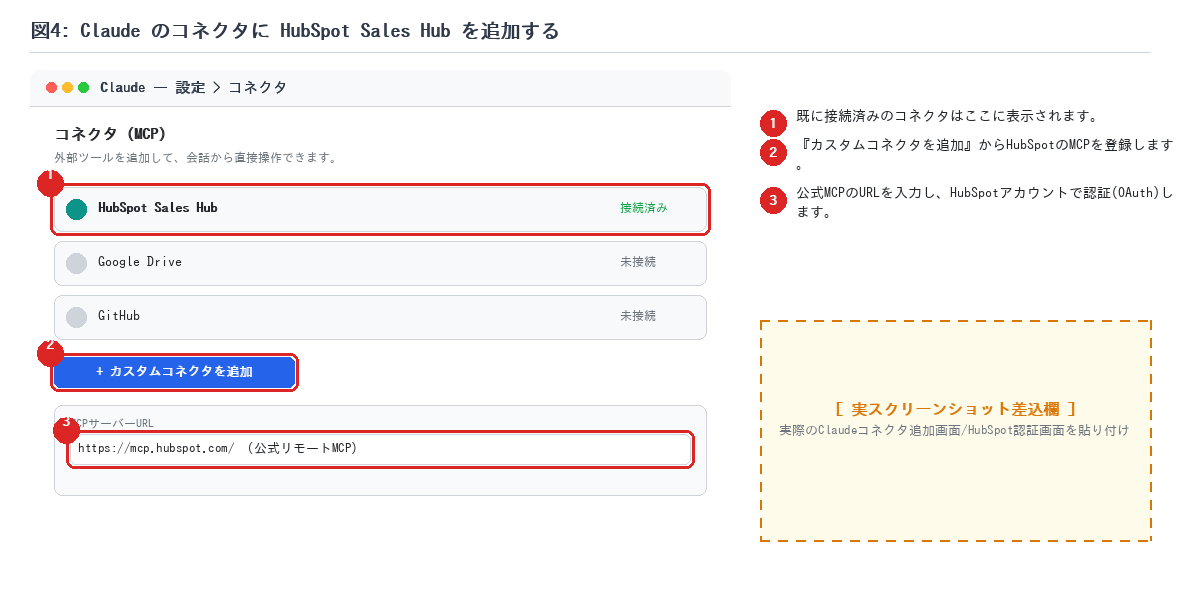 図4: Claude のコネクタに HubSpot Sales Hub を追加する
Claude — 設定 > コネクタ
コネクタ (MCP)
外部ツールを追加して、会話から直接操作できます。
1
HubSpot Sales Hub
接続済み
Google Drive
未接続
GitHub
未接続
2
+ カスタムコネクタを追加
3
CPサーバーURL
https://mcp.hubspot.com/ (公式リモートMCP)
1
既に接続済みのコネクタはここに表示されます。
2
『カスタムコネクタを追加』からHubSpotのMCPを登録します
。
3
公式MCPのURLを入力し、HubSpotアカウントで認証(OAuth)し
ます。
[ 実スクリーンショット差込欄 ]
実際のClaudeコネクタ追加画面/HubSpot認証画面を貼り付け